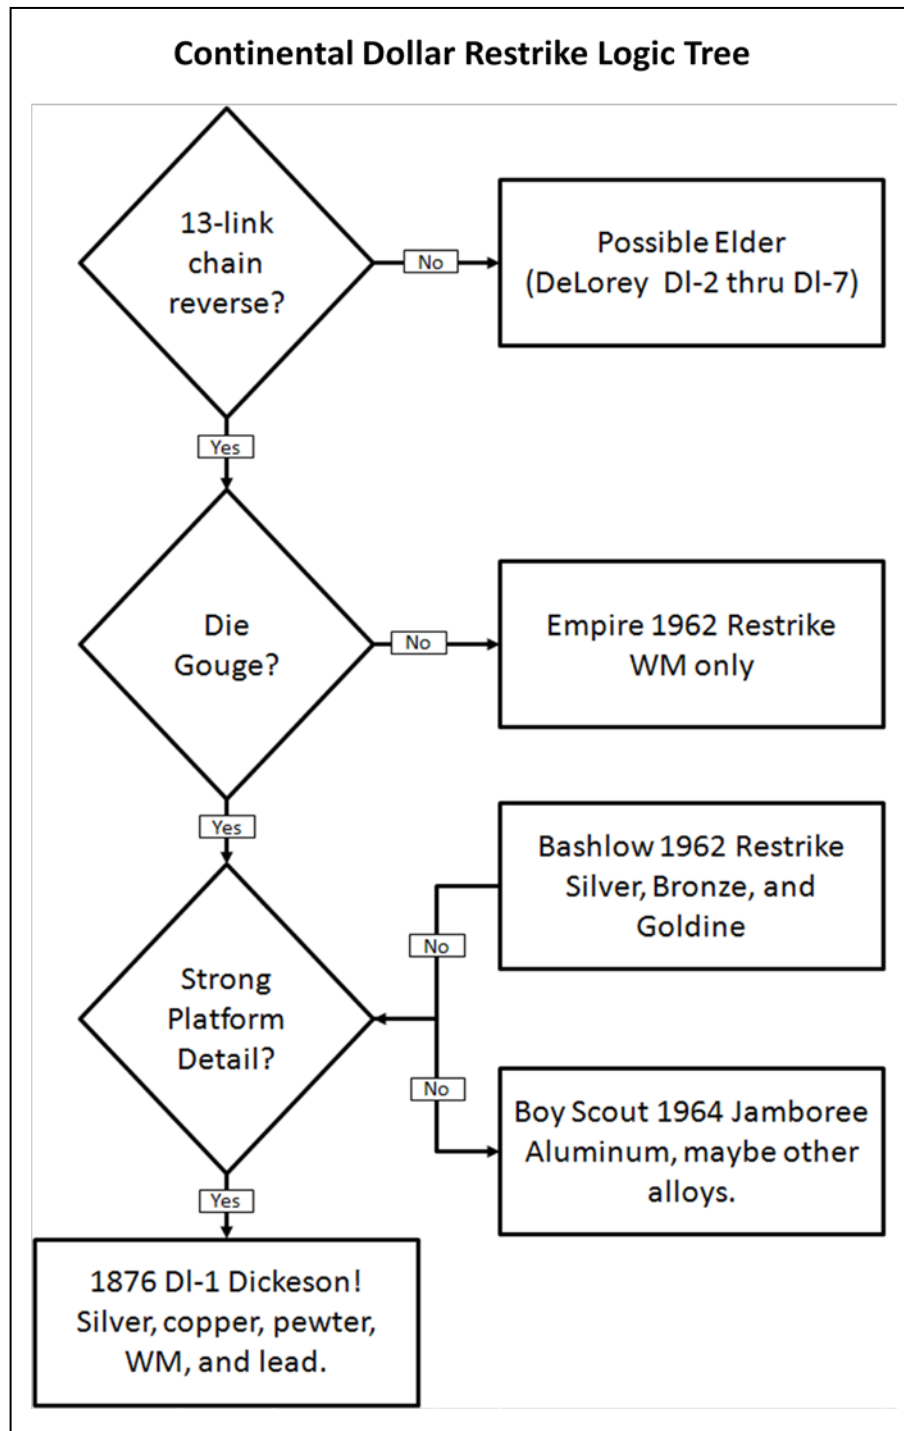 Continental Dollar Restrike Logic Tree
13-link
chain
reverse?
No
Possible Elder
(DeLorey Dl-2 thru Dl-7)
Yes
Die
Gouge?
No
Empire 1962 Restrike
WM only
Yes
Bashlow 1962 Restrike
Silver, Bronze, and
Goldine
No
Strong
Platform
Detail?
No
Boy Scout 1964 Jamboree
Aluminum, maybe other
alloys.
Yes
1876 Dl-1 Dickeson!
Silver, copper, pewter,
WM, and lead.